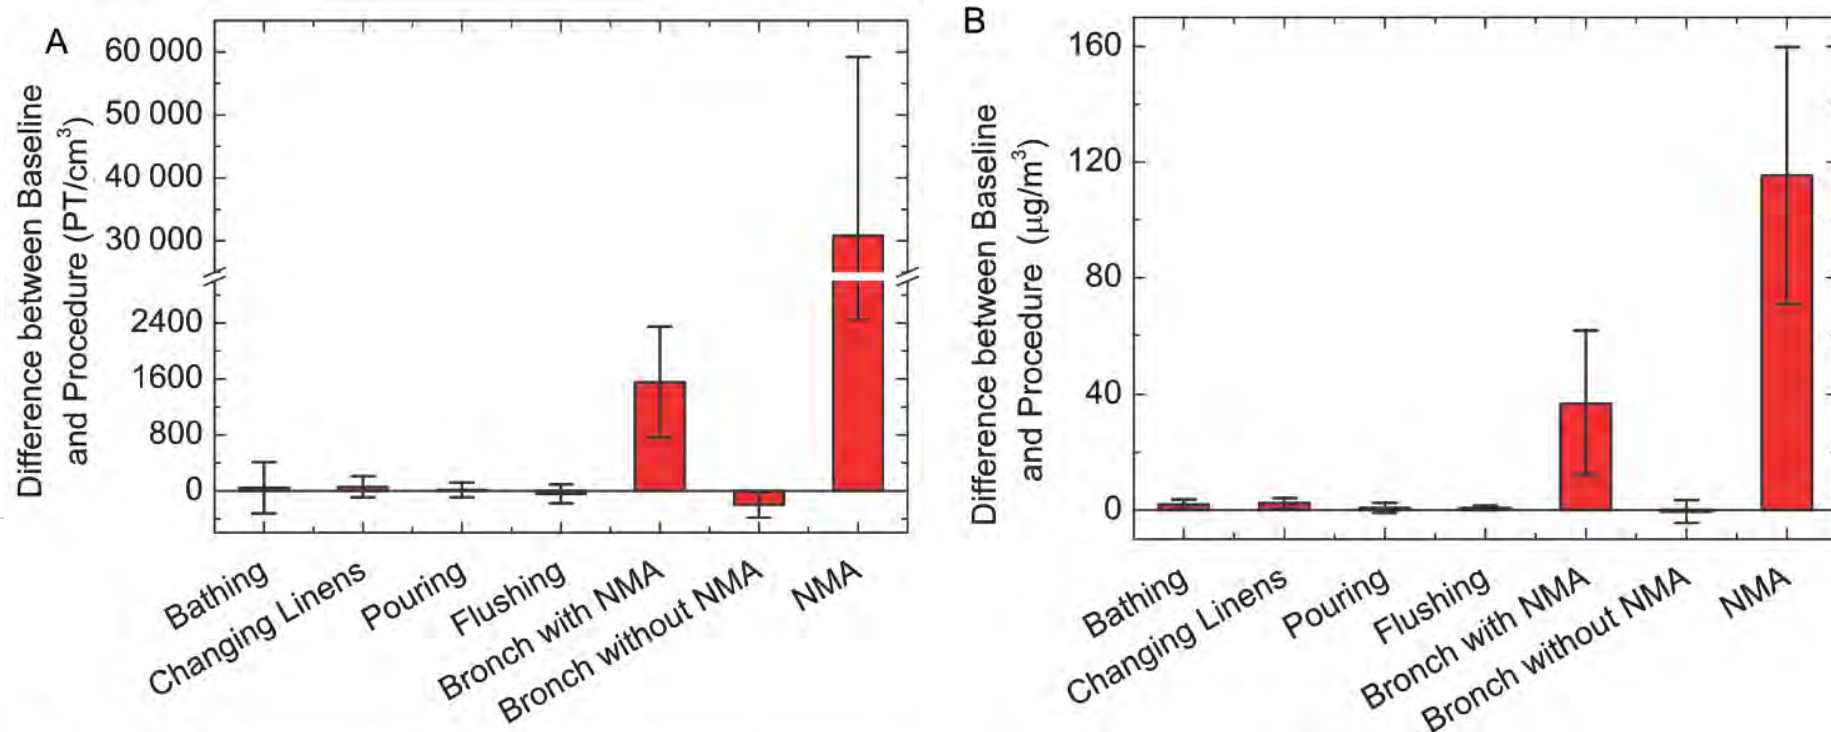 A
Difference between Baseline
and Procedure (PT/cm³)
60 000
50 000
40 000
30 000
2400
1600
800
0
Bathing
Changing Linens
Pouring
Flushing
Bronch with NMA
Bronch without NMA
NMA
B
Difference between Baseline
and Procedure (μg/m³)
160
120
80
40
0
Bathing
Changing Linens
Pouring
Flushing
Bronch with NMA
Bronch without NMA
NMA